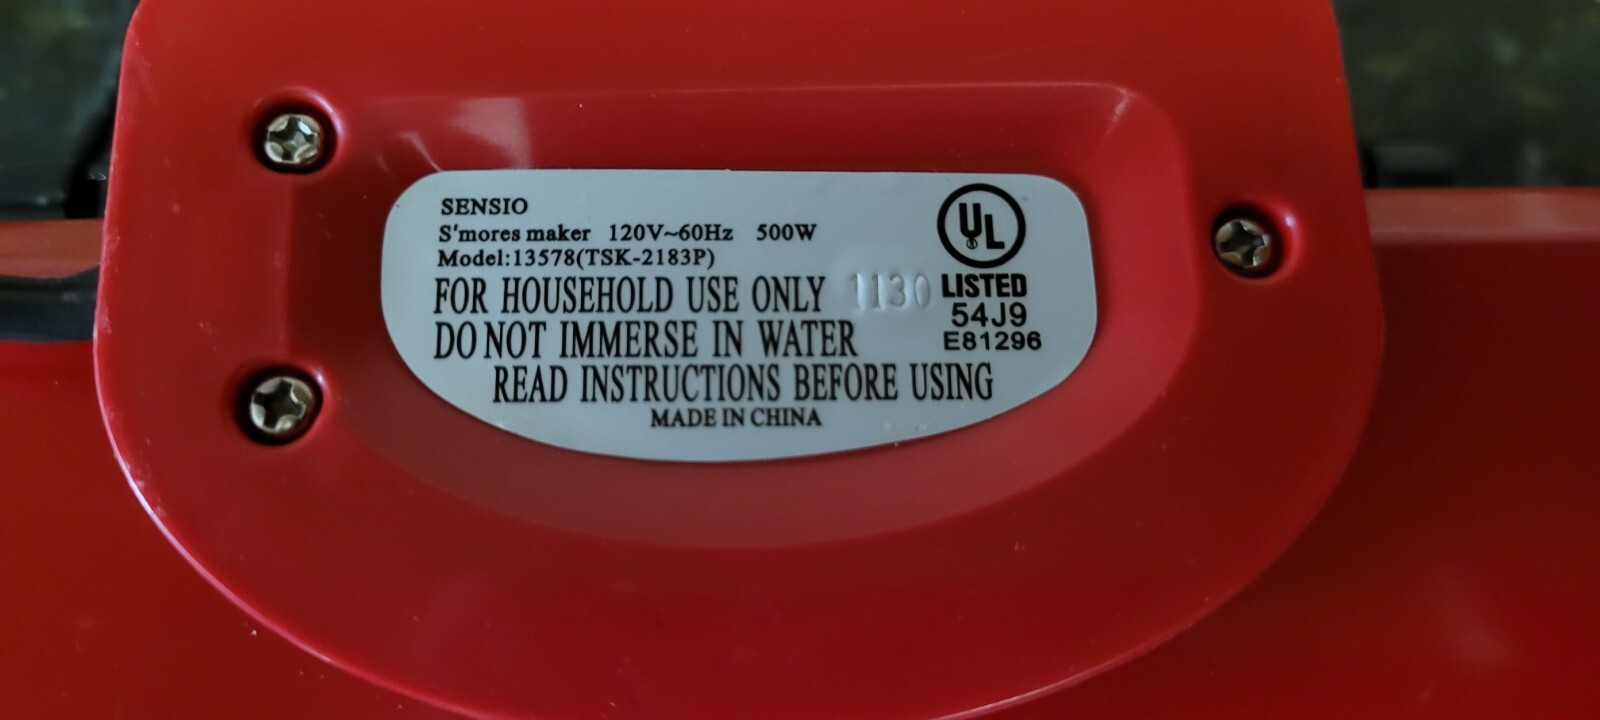 SENSIO
S'mores maker 120V~60Hz 500W
Model:13578(TSK-2183P)
FOR HOUSEHOLD USE ONLY 1130
DO NOT IMMERSE IN WATER
READ INSTRUCTIONS BEFORE USING
MADE IN CHINA
UL®
LISTED
54J9
E81296